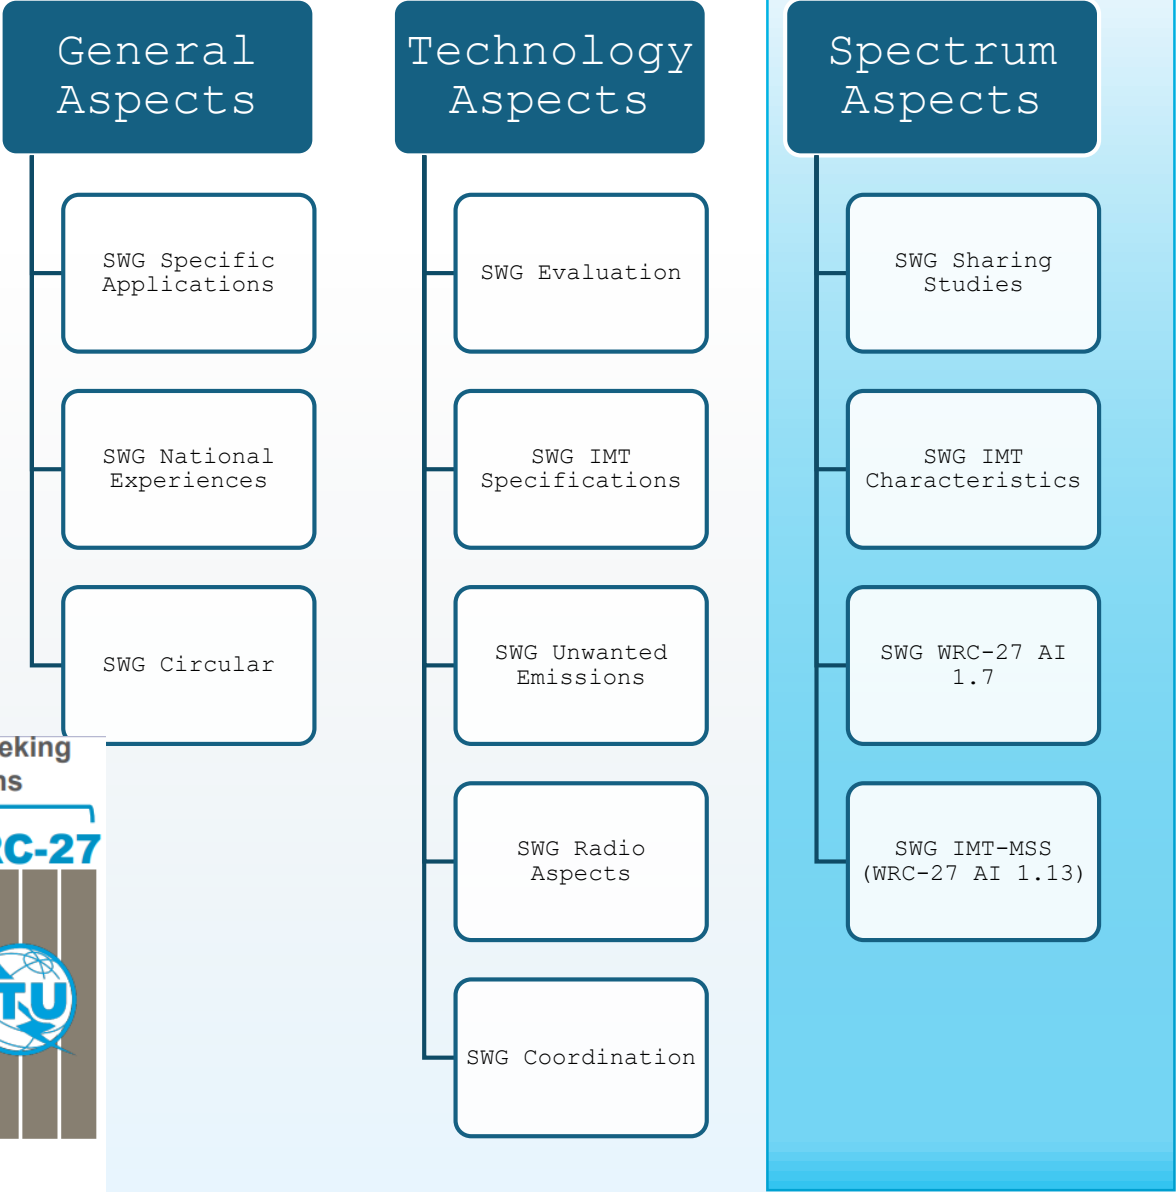 General
Aspects
SWG Specific
Applications
SWG National
Experiences
SWG Circular
Technology
Aspects
SWG Evaluation
SWG IMT
Specifications
SWG Unwanted
Emissions
SWG Radio
Aspects
SWG Coordination
Spectrum
Aspects
SWG Sharing
Studies
SWG IMT
Characteristics
SWG WRC-27 AI
1.7
SWG IMT-MSS
(WRC-27 AI 1.13)
eking
ns
RC-27
ITU